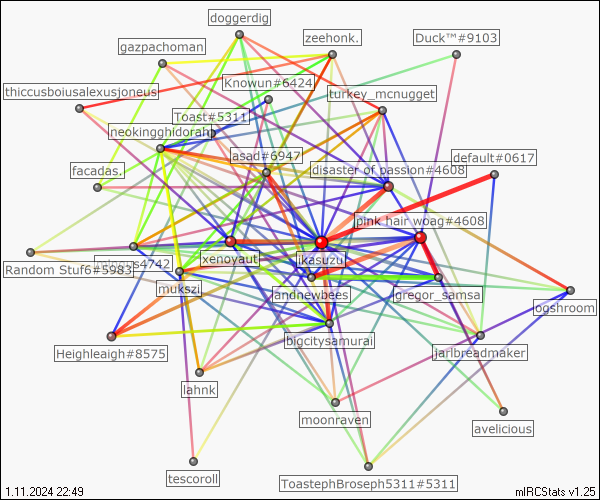 doggerdig
zeehonk.
Duck™#9103
gazpachoman
Knowun#6424
thiccusboiusalexusjoneus
turkey_mcnugget
Toast#5311
neokingghidorah
asad#6947
default#0617
disaster of passion#4608
facadas.
pink hair woag#4608
xenoyaut
ikasuzu
Random Stuf6#5983
4742
mukszi
landnewbees
gregor_samsa
ogshroom
bigcitysamurai
Heighleaigh#8575
jarlbreadmaker
lahnk
moonraven
avelicious
tescoroll
ToastephBroseph5311#5311
1.11.2024 22:49
mIRCStats v1.25